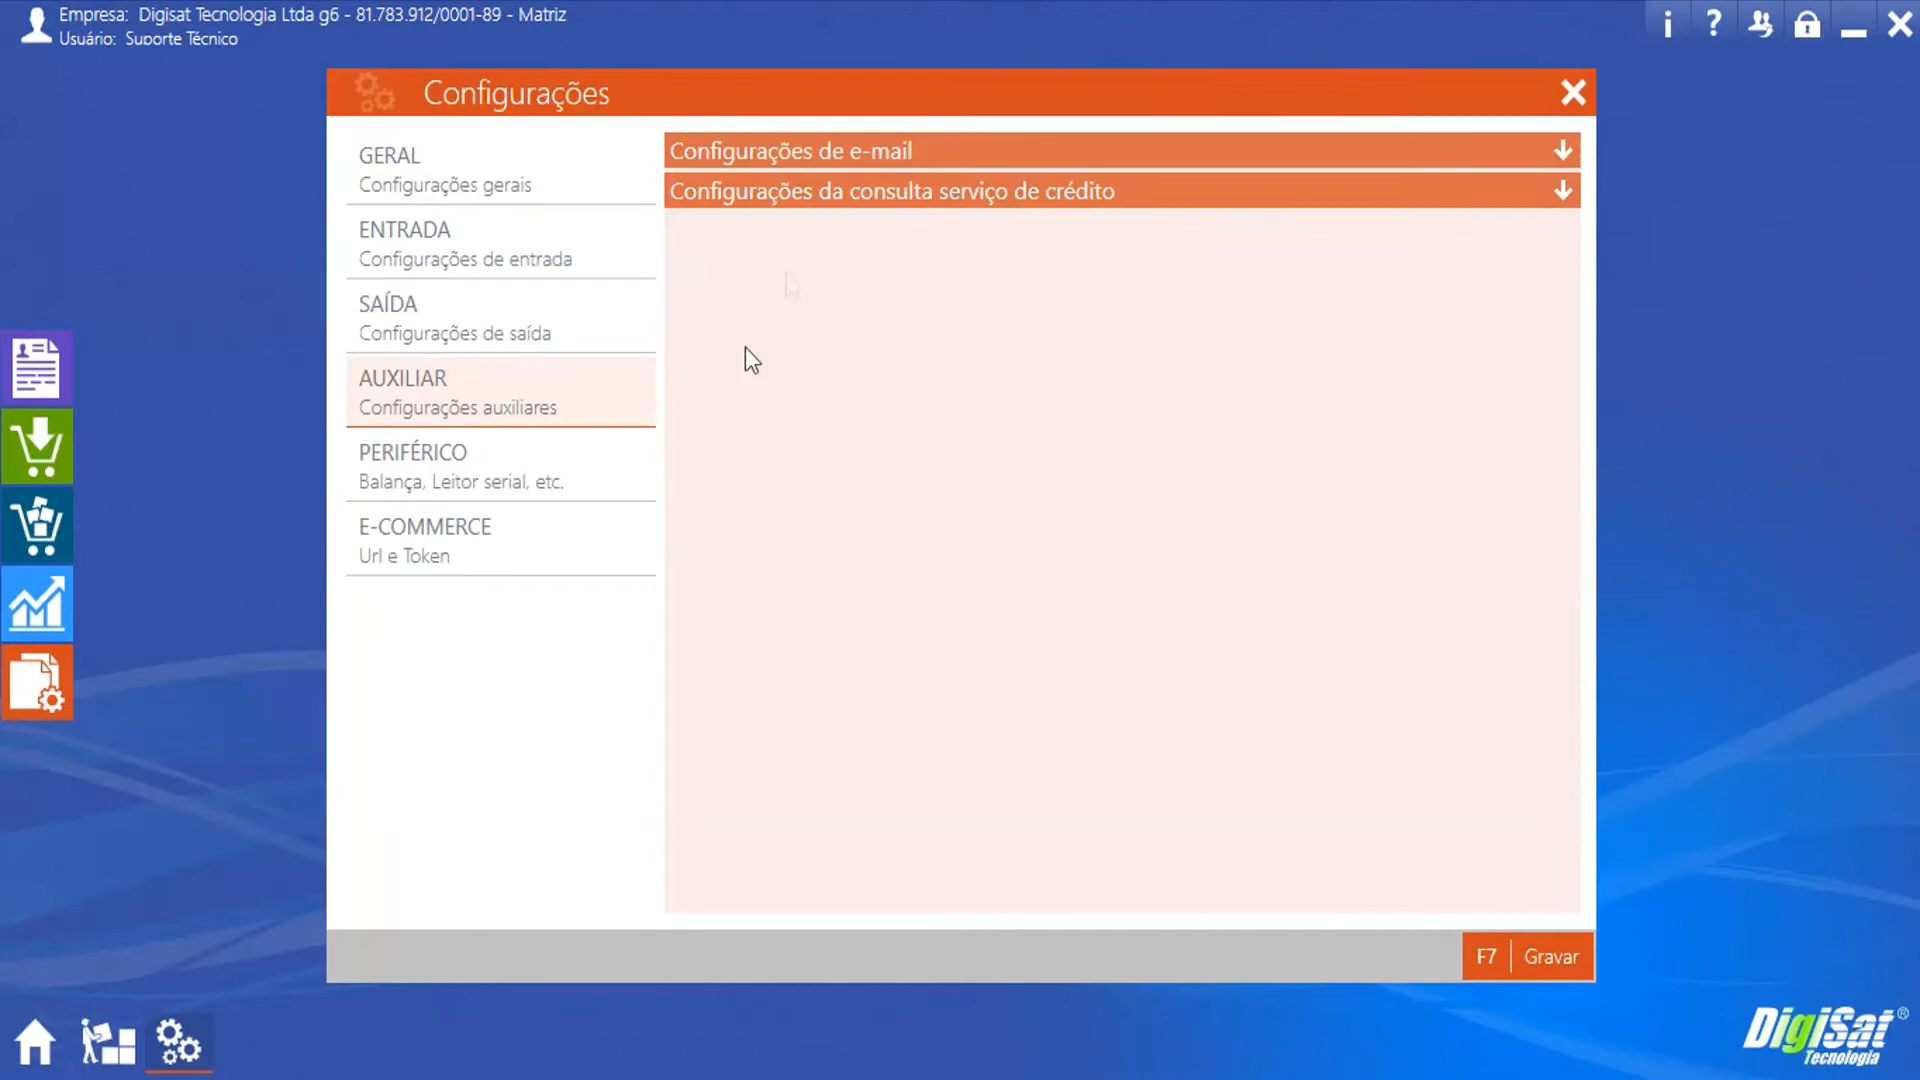 Empresa: Digisat Tecnologia Ltda g6 - 81.783.912/0001-89 - Matriz
Usuário: Suporte Técnico
Configurações
GERAL
Configurações gerais
ENTRADA
Configurações de entrada
SAÍDA
Configurações de saída
AUXILIAR
Configurações auxiliares
PERIFÉRICO
Balança, Leitor serial, etc.
E-COMMERCE
Url e Token
Configurações de e-mail
Configurações da consulta serviço de crédito
F7 Gravar
DigiSat®
Tecnologia